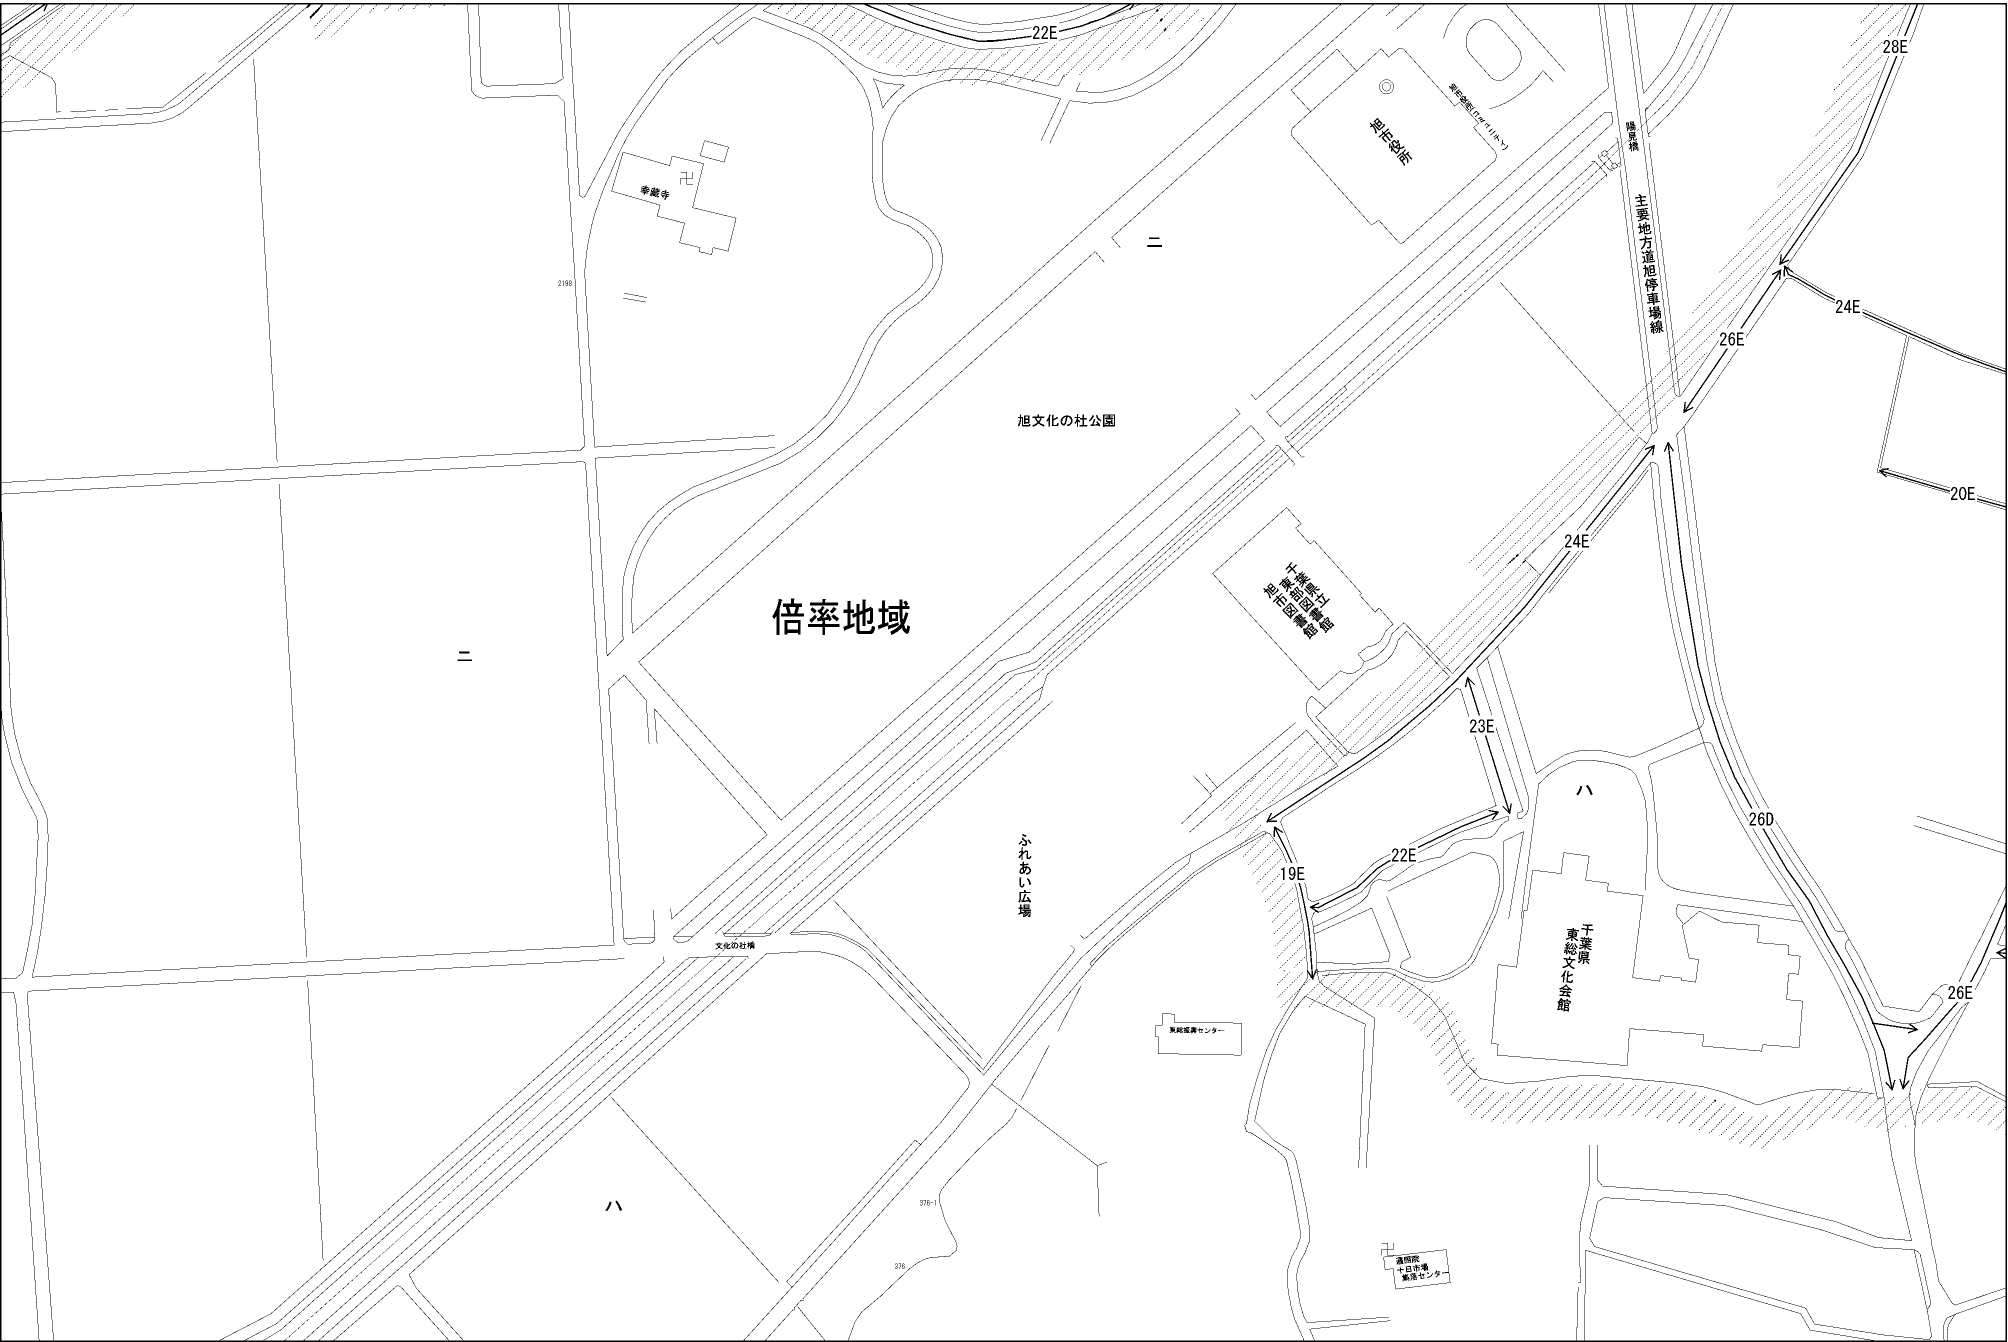 22E
28E
旭市役所
陽見橋
主要地方道旭停車場線
幸蔵寺
ニ
2198
24E
26E
旭文化の杜公園
20E
24E
千葉県立
東部図書館
旭市図書館
倍率地域
ニ
23E
ハ
26D
ふれあい広場
22E
19E
文化の杜橋
千葉県
東総文化会館
26E
東総振興センター
376-1
ハ
376
十日市場
集落センター